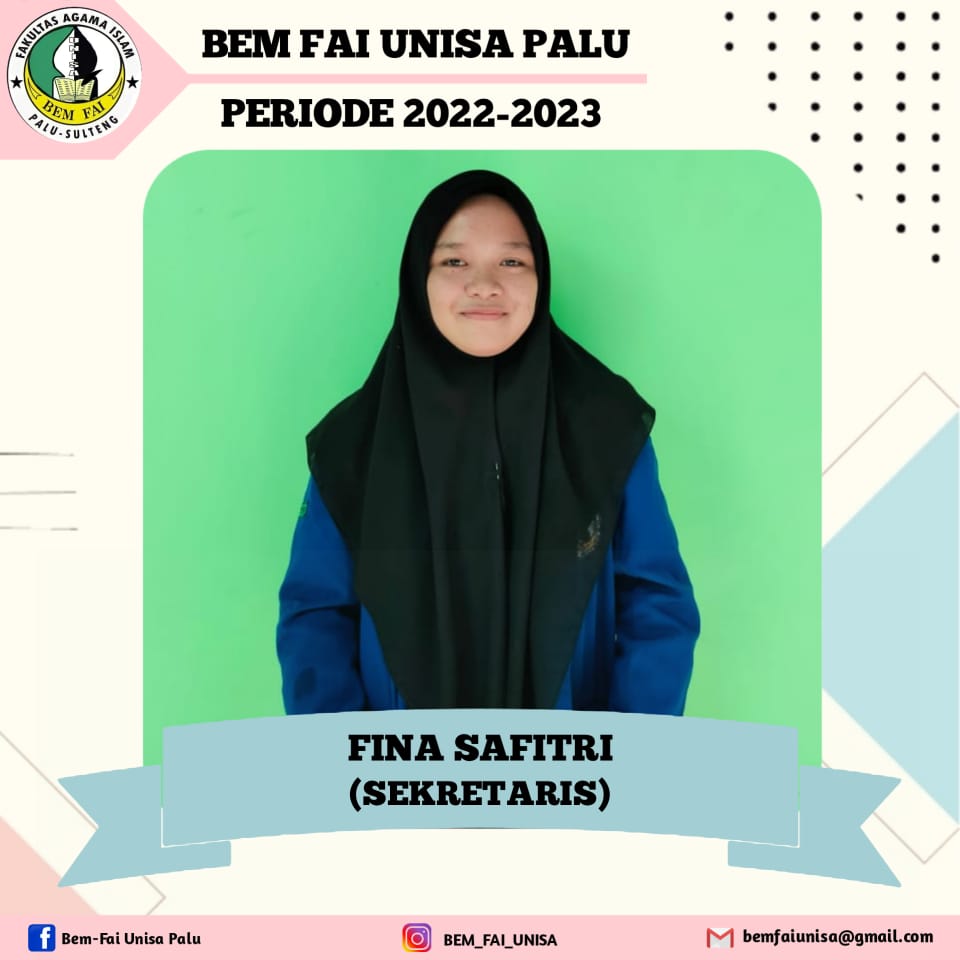 FAKULTAS AGAMA ISLAM
BEM FAI
PALU-SULTENG
BEM FAI UNISA PALU
PERIODE 2022-2023
FINA SAFITRI
(SEKRETARIS)
Bem-Fai Unisa Palu
BEM_FAI_UNISA
bemfaiunisa@gmail.com